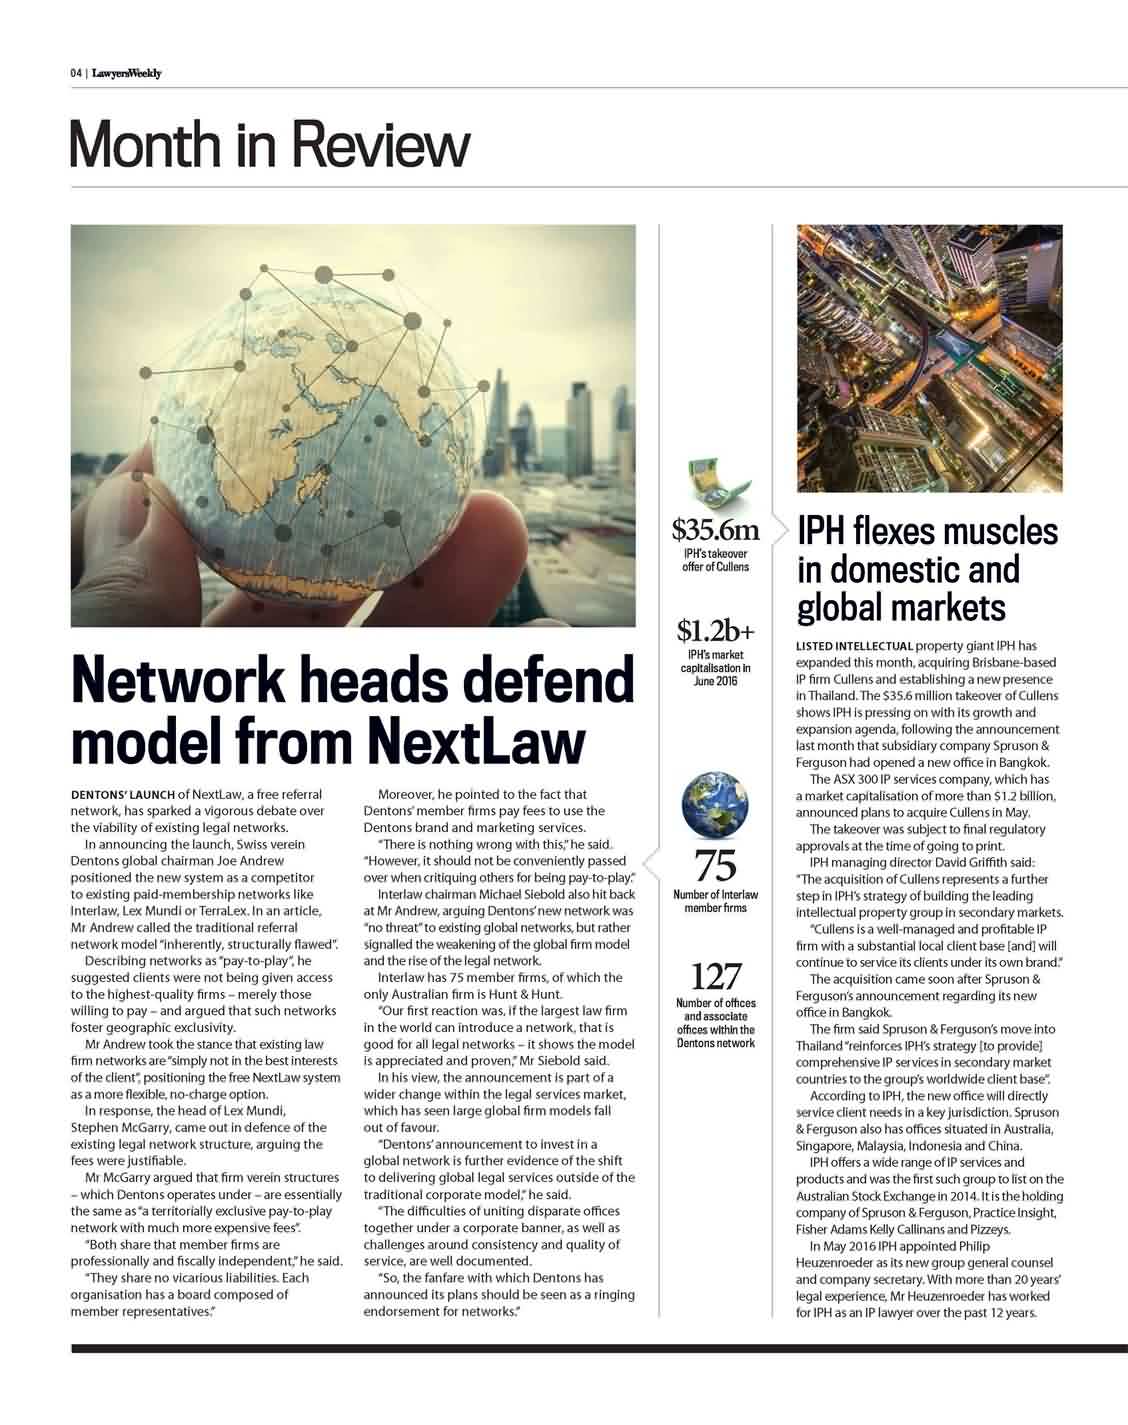 04 | LawyersWeekly
Month in Review
Network heads defend
model from NextLaw
DENTONS’ LAUNCH of NextLaw, a free referral
network, has sparked a vigorous debate over
the viability of existing legal networks.
In announcing the launch, Swiss verein
Dentons global chairman Joe Andrew
positioned the new system as a competitor
to existing paid-membership networks like
Interlaw, Lex Mundi or TerraLex. In an article,
Mr Andrew called the traditional referral
network model “inherently, structurally flawed”.
Describing networks as “pay-to-play”, he
suggested clients were not being given access
to the highest-quality firms – merely those
willing to pay – and argued that such networks
foster geographic exclusivity.
Mr Andrew took the stance that existing law
firm networks are “simply not in the best interests
of the client”, positioning the free NextLaw system
as a more flexible, no-charge option.
In response, the head of Lex Mundi,
Stephen McGarry, came out in defence of the
existing legal network structure, arguing the
fees were justifiable.
Mr McGarry argued that firm verein structures
– which Dentons operates under – are essentially
the same as “a territorially exclusive pay-to-play
network with much more expensive fees”.
“Both share that member firms are
professionally and fiscally independent,” he said.
“They share no vicarious liabilities. Each
organisation has a board composed of
member representatives.”
Moreover, he pointed to the fact that
Dentons’ member firms pay fees to use the
Dentons brand and marketing services.
“There is nothing wrong with this,” he said.
“However, it should not be conveniently passed
over when critiquing others for being pay-to-play.”
Interlaw chairman Michael Siebold also hit back
at Mr Andrew, arguing Dentons’ new network was
“no threat” to existing global networks, but rather
signalled the weakening of the global firm model
and the rise of the legal network.
Interlaw has 75 member firms, of which the
only Australian firm is Hunt & Hunt.
“Our first reaction was, if the largest law firm
in the world can introduce a network, that is
good for all legal networks – it shows the model
is appreciated and proven,” Mr Siebold said.
In his view, the announcement is part of a
wider change within the legal services market,
which has seen large global firm models fall
out of favour.
“Dentons’ announcement to invest in a
global network is further evidence of the shift
to delivering global legal services outside of the
traditional corporate model,” he said.
“The difficulties of uniting disparate offices
together under a corporate banner, as well as
challenges around consistency and quality of
service, are well documented.
“So, the fanfare with which Dentons has
announced its plans should be seen as a ringing
endorsement for networks.”
$35.6m
IPH’s takeover
offer of Cullens
$1.2b+
IPH’s market
capitalisation in
June 2016
75
Number of Interlaw
member firms
127
Number of offices
and associate
offices within the
Dentons network
IPH flexes muscles
in domestic and
global markets
LISTED INTELLECTUAL property giant IPH has
expanded this month, acquiring Brisbane-based
IP firm Cullens and establishing a new presence
in Thailand. The $35.6 million takeover of Cullens
shows IPH is pressing on with its growth and
expansion agenda, following the announcement
last month that subsidiary company Spruson &
Ferguson had opened a new office in Bangkok.
The ASX 300 IP services company, which has
a market capitalisation of more than $1.2 billion,
announced plans to acquire Cullens in May.
The takeover was subject to final regulatory
approvals at the time of going to print.
IPH managing director David Griffith said:
“The acquisition of Cullens represents a further
step in IPH’s strategy of building the leading
intellectual property group in secondary markets.
“Cullens is a well-managed and profitable IP
firm with a substantial local client base [and] will
continue to service its clients under its own brand.”
The acquisition came soon after Spruson &
Ferguson’s announcement regarding its new
office in Bangkok.
The firm said Spruson & Ferguson’s move into
Thailand “reinforces IPH’s strategy [to provide]
comprehensive IP services in secondary market
countries to the group’s worldwide client base”.
According to IPH, the new office will directly
service client needs in a key jurisdiction. Spruson
& Ferguson also has offices situated in Australia,
Singapore, Malaysia, Indonesia and China.
IPH offers a wide range of IP services and
products and was the first such group to list on the
Australian Stock Exchange in 2014. It is the holding
company of Spruson & Ferguson, Practice Insight,
Fisher Adams Kelly Callinans and Pizzeys.
In May 2016 IPH appointed Philip
Heuzenroeder as its new group general counsel
and company secretary. With more than 20 years’
legal experience, Mr Heuzenroeder has worked
for IPH as an IP lawyer over the past 12 years.